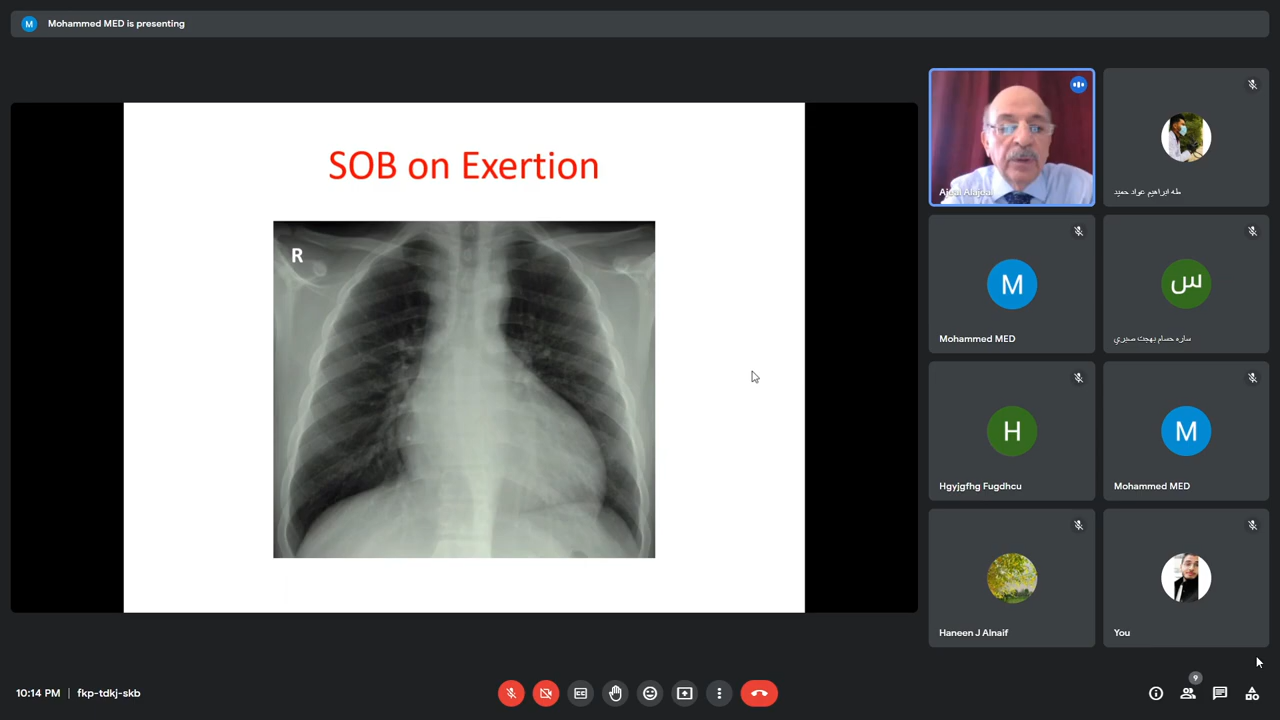 M Mohammed MED is presenting
SOB on Exertion
R
طه ابراهيم عواد حميد
M
Mohammed MED
س
ساره حسام بهجت صبري
H
Hgyjgfhg Fugdhcu
M
Mohammed MED
Haneen J Alnaif
You
9
10:14 PM | fkp-tdkj-skb